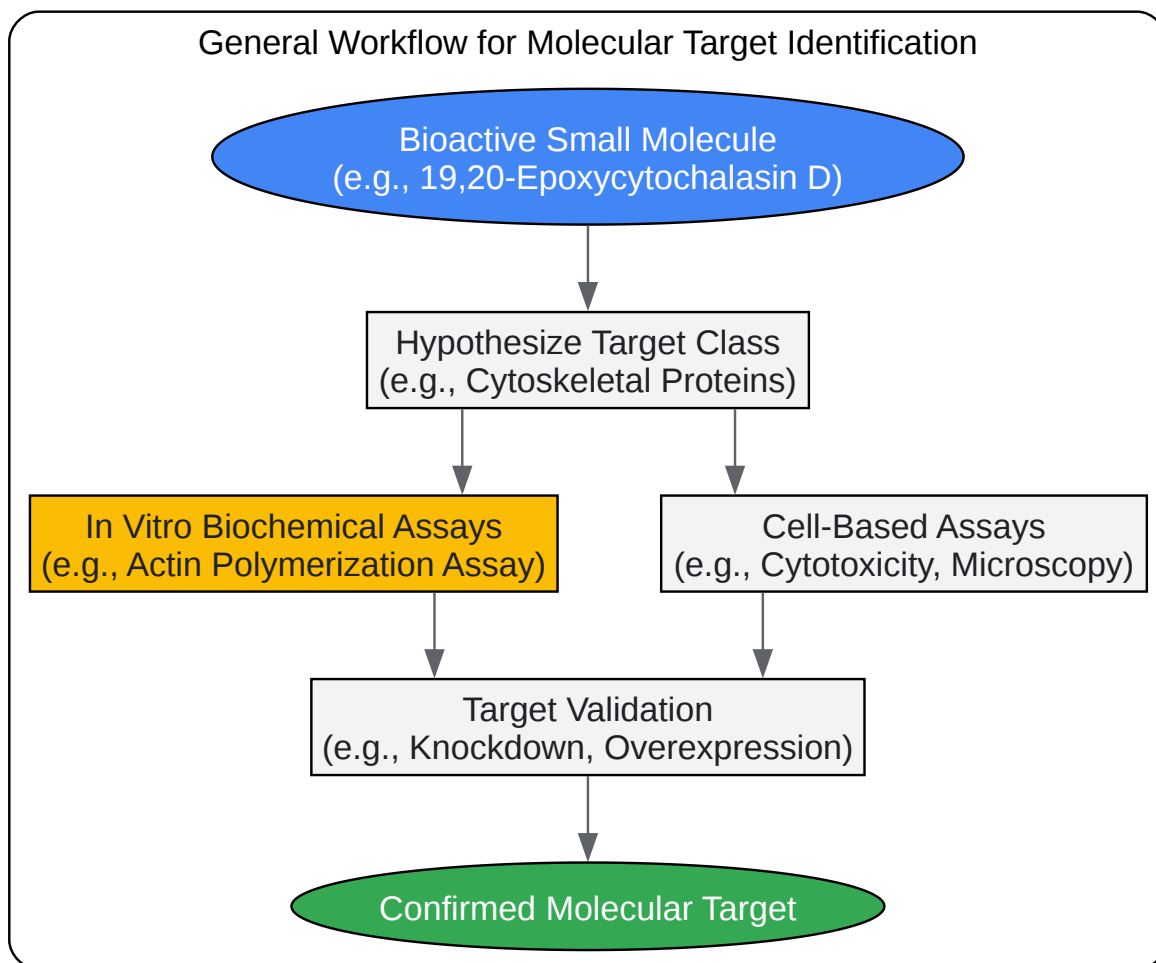 General Workflow for Molecular Target Identification
Bioactive Small Molecule
(e.g., 19,20-Epoxycytochalasin D)
Hypothesize Target Class
(e.g., Cytoskeletal Proteins)
In Vitro Biochemical Assays
(e.g., Actin Polymerization Assay)
Cell-Based Assays
(e.g., Cytotoxicity, Microscopy)
Target Validation
(e.g., Knockdown, Overexpression)
Confirmed Molecular Target